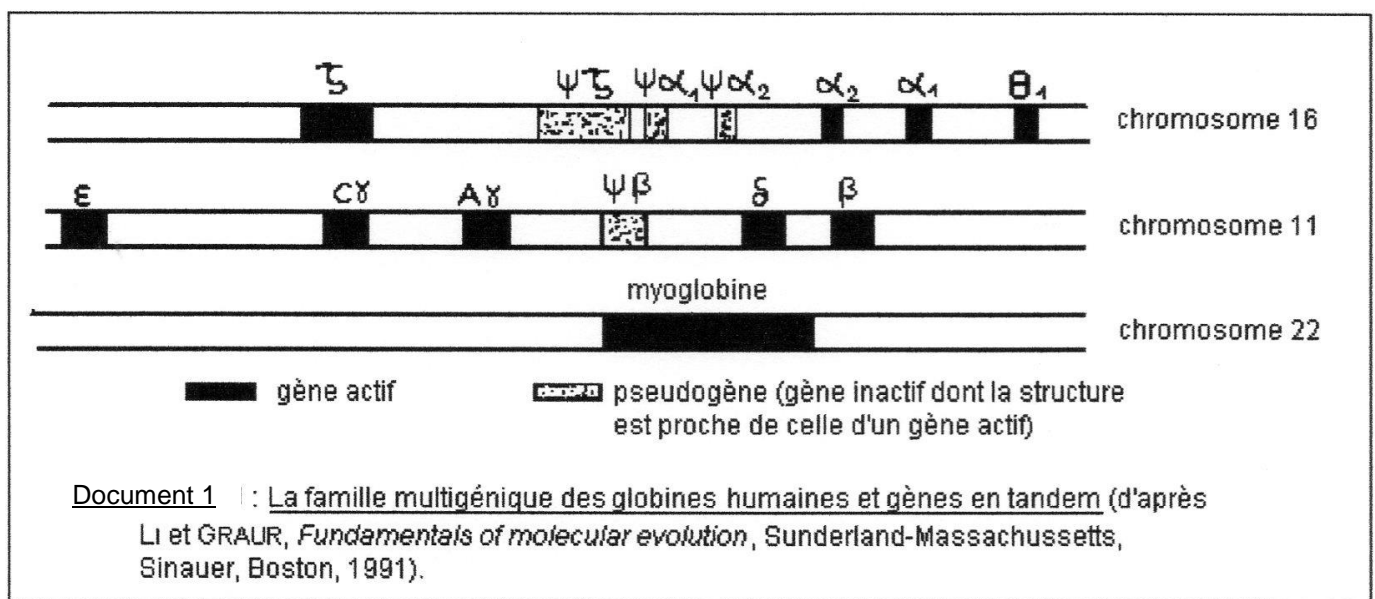 ζ ψζ ψα₁ ψα₂ α₂ α₁ θ₁
chromosome 16
ε Cγ Aγ ψβ δ β
chromosome 11
myoglobine
chromosome 22
gène actif
pseudogène (gène inactif dont la structure
est proche de celle d'un gène actif)
Document 1 : La famille multigénique des globines humaines et gènes en tandem (d'après
LI et GRAUR, Fundamentals of molecular evolution, Sunderland-Massachussetts,
Sinauer, Boston, 1991).